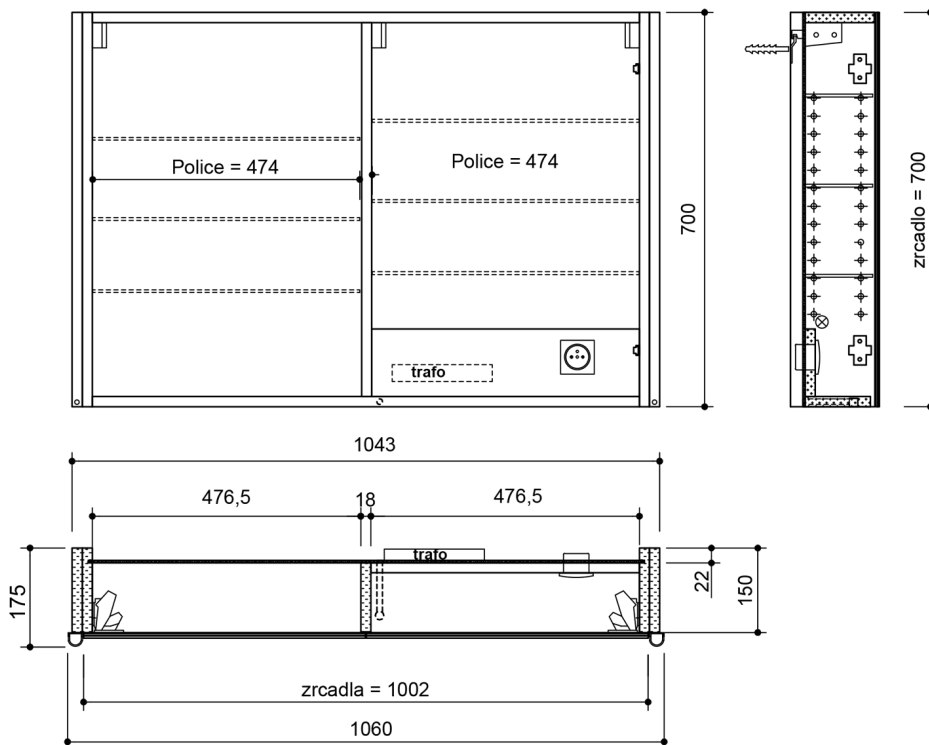 Police = 474
Police = 474
700
zrcadlo = 700
trafo
1043
476,5
18
476,5
trafo
175
22
150
zrcadla = 1002
1060